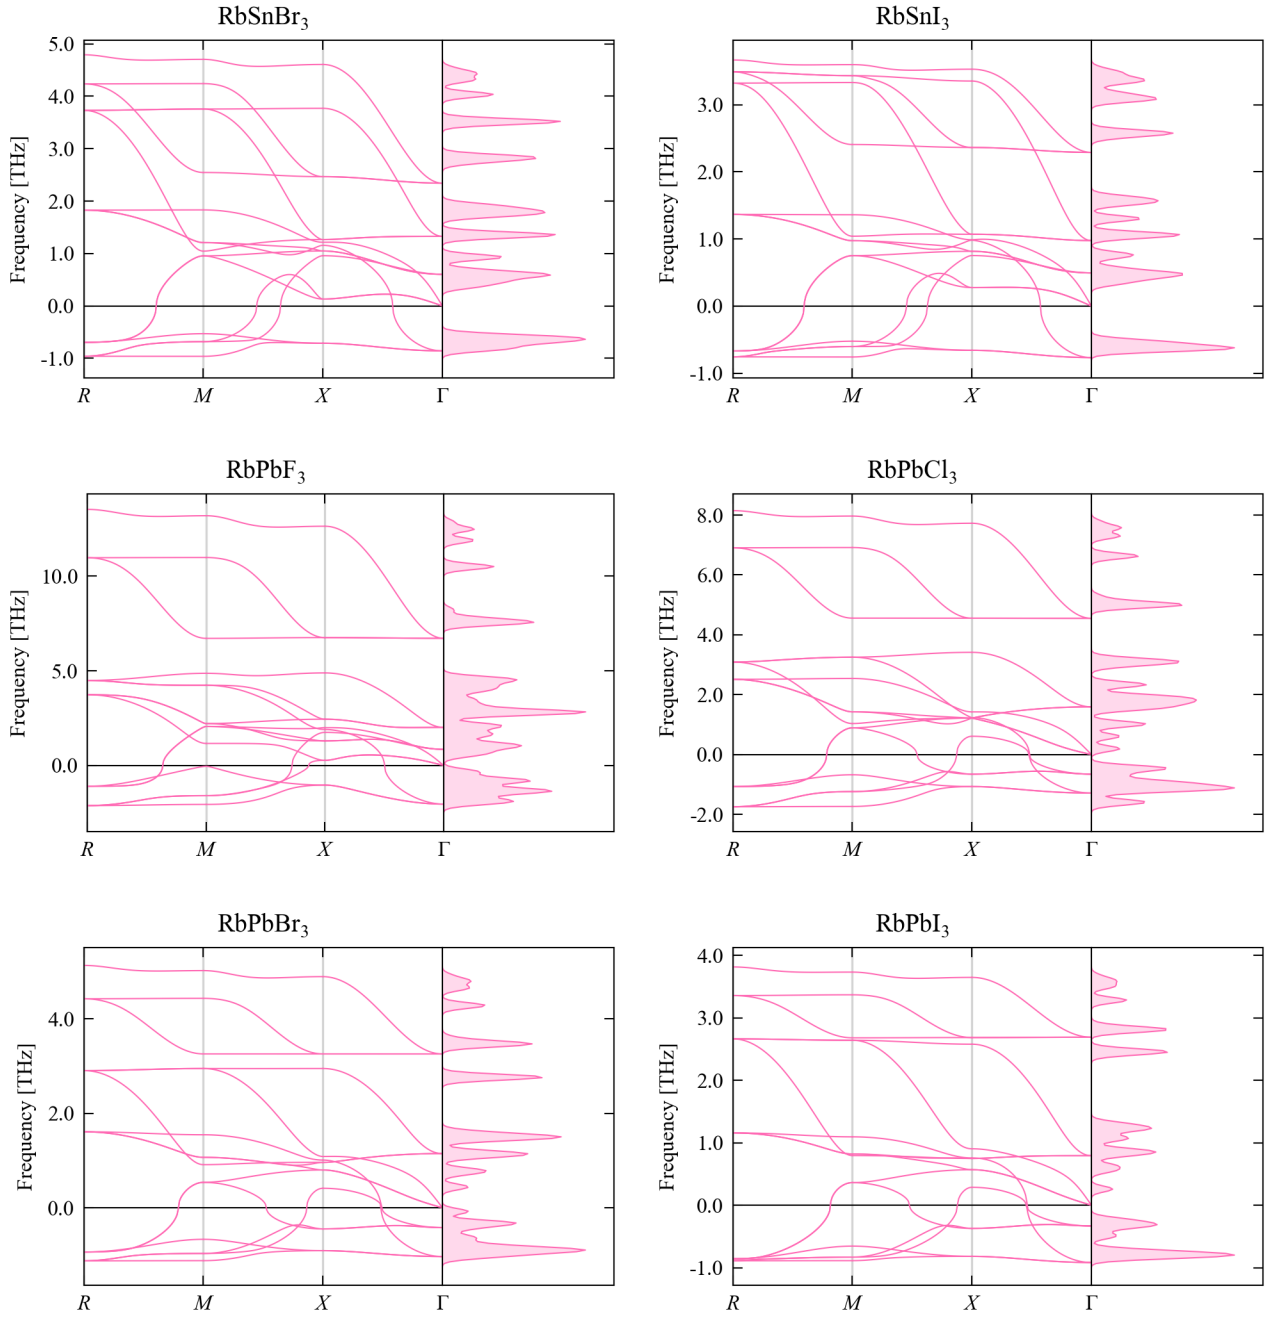 RbSnBr₃
Frequency [THz]
5.0
4.0
3.0
2.0
1.0
0.0
-1.0
R M X Γ
RbSnI₃
Frequency [THz]
3.0
2.0
1.0
0.0
-1.0
R M X Γ
RbPbF₃
Frequency [THz]
10.0
5.0
0.0
R M X Γ
RbPbCl₃
Frequency [THz]
8.0
6.0
4.0
2.0
0.0
-2.0
R M X Γ
RbPbBr₃
Frequency [THz]
4.0
2.0
0.0
R M X Γ
RbPbI₃
Frequency [THz]
4.0
3.0
2.0
1.0
0.0
-1.0
R M X Γ